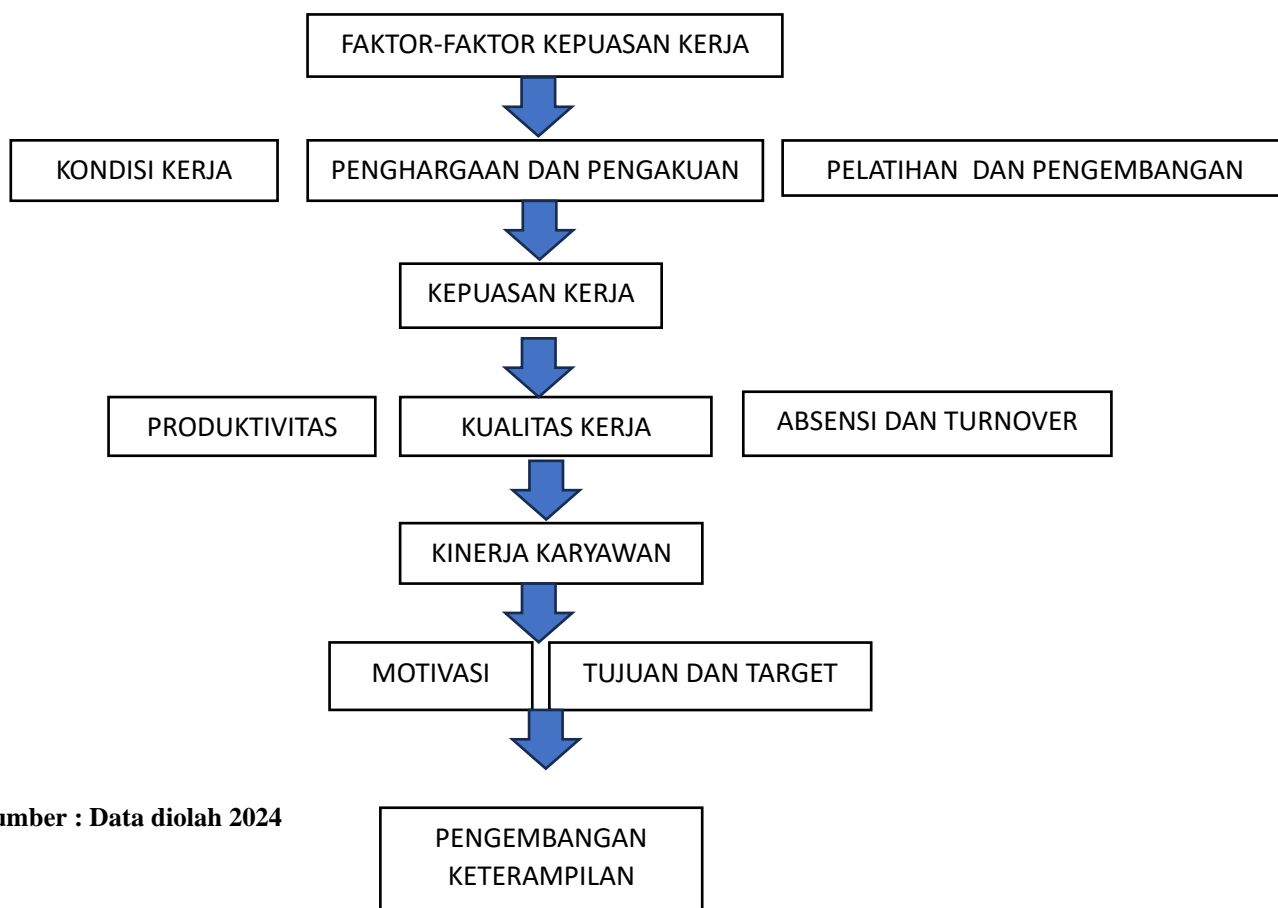 FAKTOR-FAKTOR KEPUASAN KERJA
KONDISI KERJA
PENGHARGAAN DAN PENGAKUAN
PELATIHAN DAN PENGEMBANGAN
KEPUASAN KERJA
PRODUKTIVITAS
KUALITAS KERJA
ABSENSI DAN TURNOVER
KINERJA KARYAWAN
MOTIVASI
TUJUAN DAN TARGET
umber : Data diolah 2024
PENGEMBANGAN
KETERAMPILAN